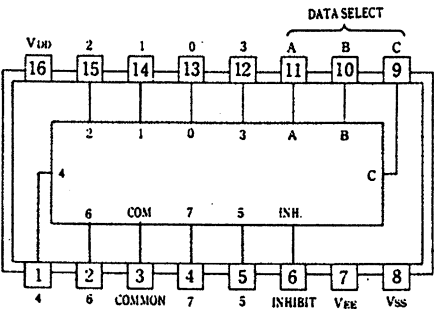 DATA SELECT
VDD 2 1 0 3 A B C
16 15 14 13 12 11 10 9
2 1 0 3 A B
4 C
6 COM 7 5 INH.
1 2 3 4 5 6 7 8
4 6 COMMON 7 5 INHIBIT VEE VSS